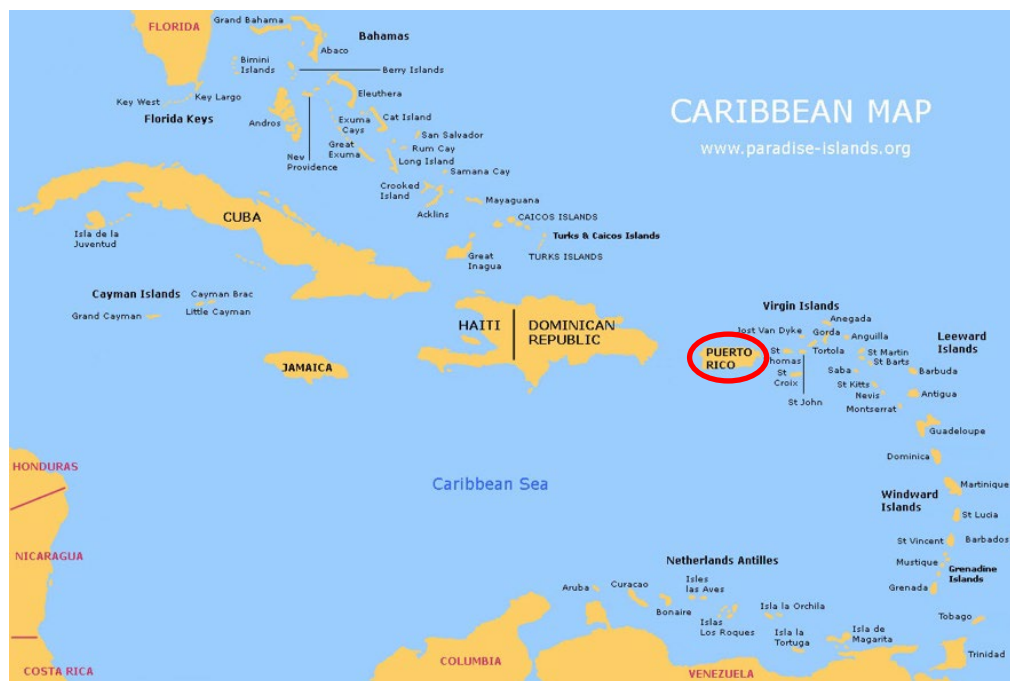 FLORIDA
Grand Bahama
Bahamas
Abaco
Bimini
Islands
Berry Islands
Key West
Key Largo
Florida Keys
Eleuthera
Andros
Exuma
Cays
Cat Island
New
Providence
Great
Exuma
San Salvador
Rum Cay
Long Island
Samana Cay
Crooked
Island
Acklins
Mayaguana
CARIBBEAN MAP
www.paradise-islands.org
CUBA
Isla de la
Juventud
CAICOS ISLANDS
Turks & Caicos Islands
TURKS ISLANDS
Great
Inagua
Cayman Islands
Cayman Brac
Grand Cayman
Little Cayman
JAMAICA
HAITI
DOMINICAN
REPUBLIC
PUERTO
RICO
Virgin Islands
Anegada
Jost Van Dyke
Gorda
Anguilla
St
Thomas
Tortola
St Martin
St Barts
St
Croix
Saba
St John
St Kitts
Nevis
Montserrat
Leeward
Islands
Barbuda
Antigua
Guadeloupe
Dominica
Martinique
Windward
Islands
St Lucia
St Vincent
Barbados
Mustique
Grenadine
Islands
Grenada
Tobago
Trinidad
HONDURAS
NICARAGUA
COSTA RICA
Caribbean Sea
Netherlands Antilles
Aruba
Curacao
Bonaire
Isles
las Aves
Islas
Los Roques
Isla la Orchila
Isla la
Tortuga
Isla de
Magarita
COLUMBIA
VENEZUELA